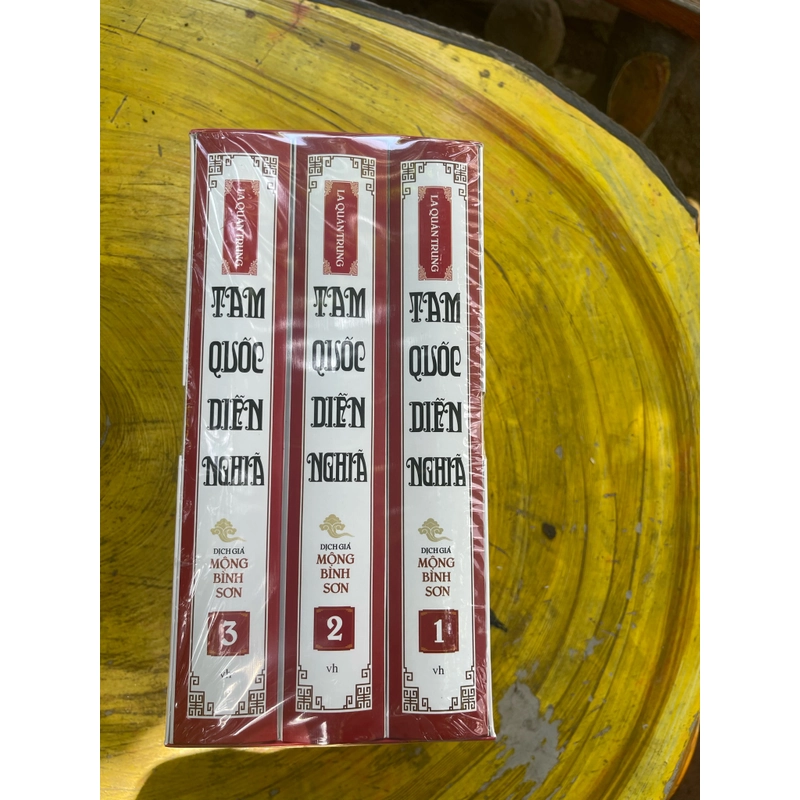 LA QUÁN TRUNG
TAM
QUỐC
DIỄN
NGHĨA
DỊCH GIẢ
MỘNG
BÌNH
SƠN
3
vh
LA QUÁN TRUNG
TAM
QUỐC
DIỄN
NGHĨA
DỊCH GIẢ
MỘNG
BÌNH
SƠN
2
vh
LA QUÁN TRUNG
TAM
QUỐC
DIỄN
NGHĨA
DỊCH GIẢ
MỘNG
BÌNH
SƠN
1
vh